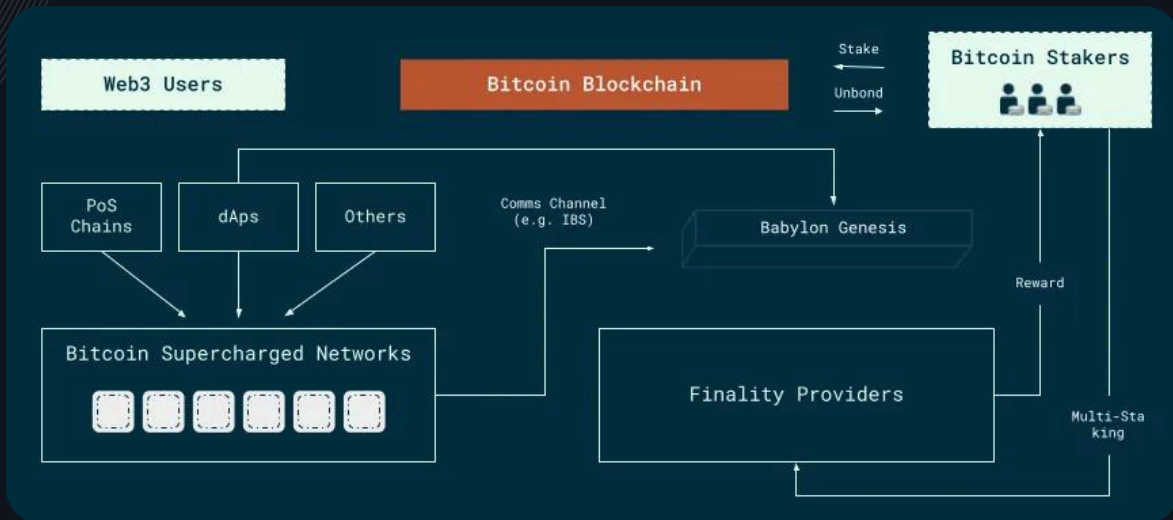 Web3 Users
Bitcoin Blockchain
Stake
Unbond
Bitcoin Stakers
PoS
Chains
dAps
Others
Comms Channel
(e.g. IBS)
Babylon Genesis
Reward
Bitcoin Supercharged Networks
Finality Providers
Multi-Sta
king